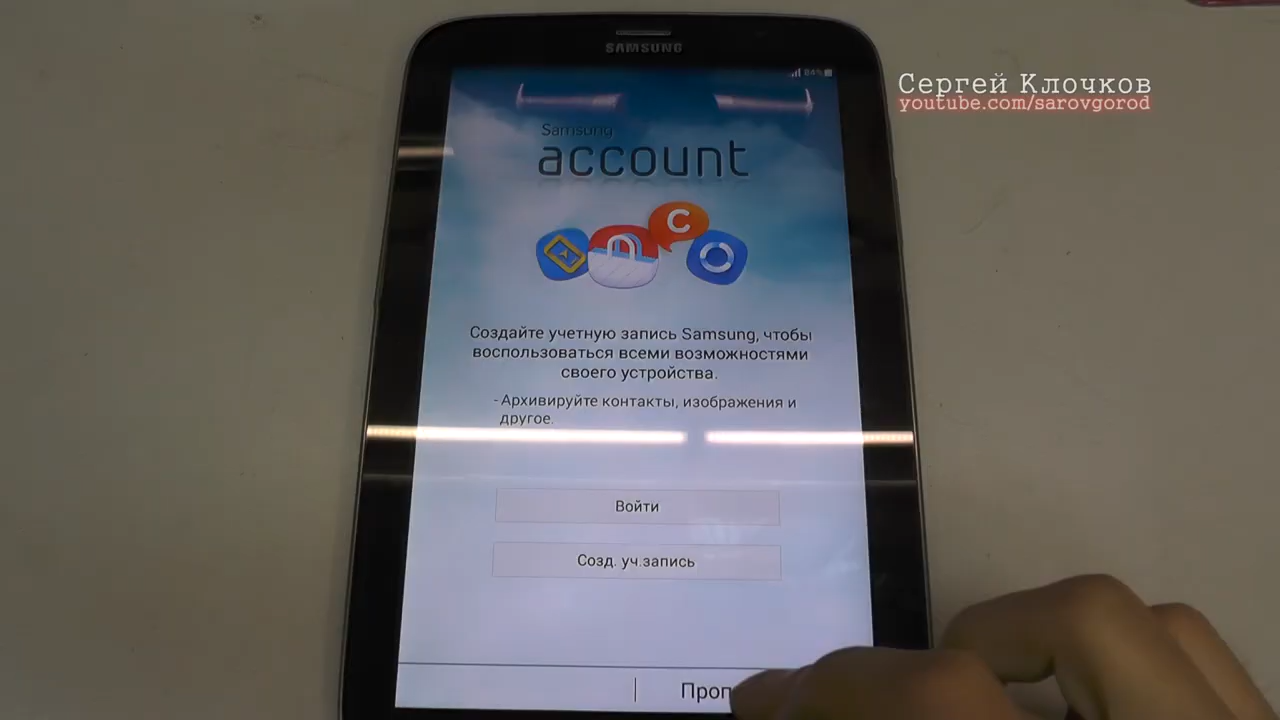 SAMSUNG
84%
Сергей Клочков
youtube.com/sarovgorod
Samsung
account
C
Создайте учетную запись Samsung, чтобы
воспользоваться всеми возможностями
своего устройства.
- Архивируйте контакты, изображения и
другое.
Войти
Созд. уч.запись